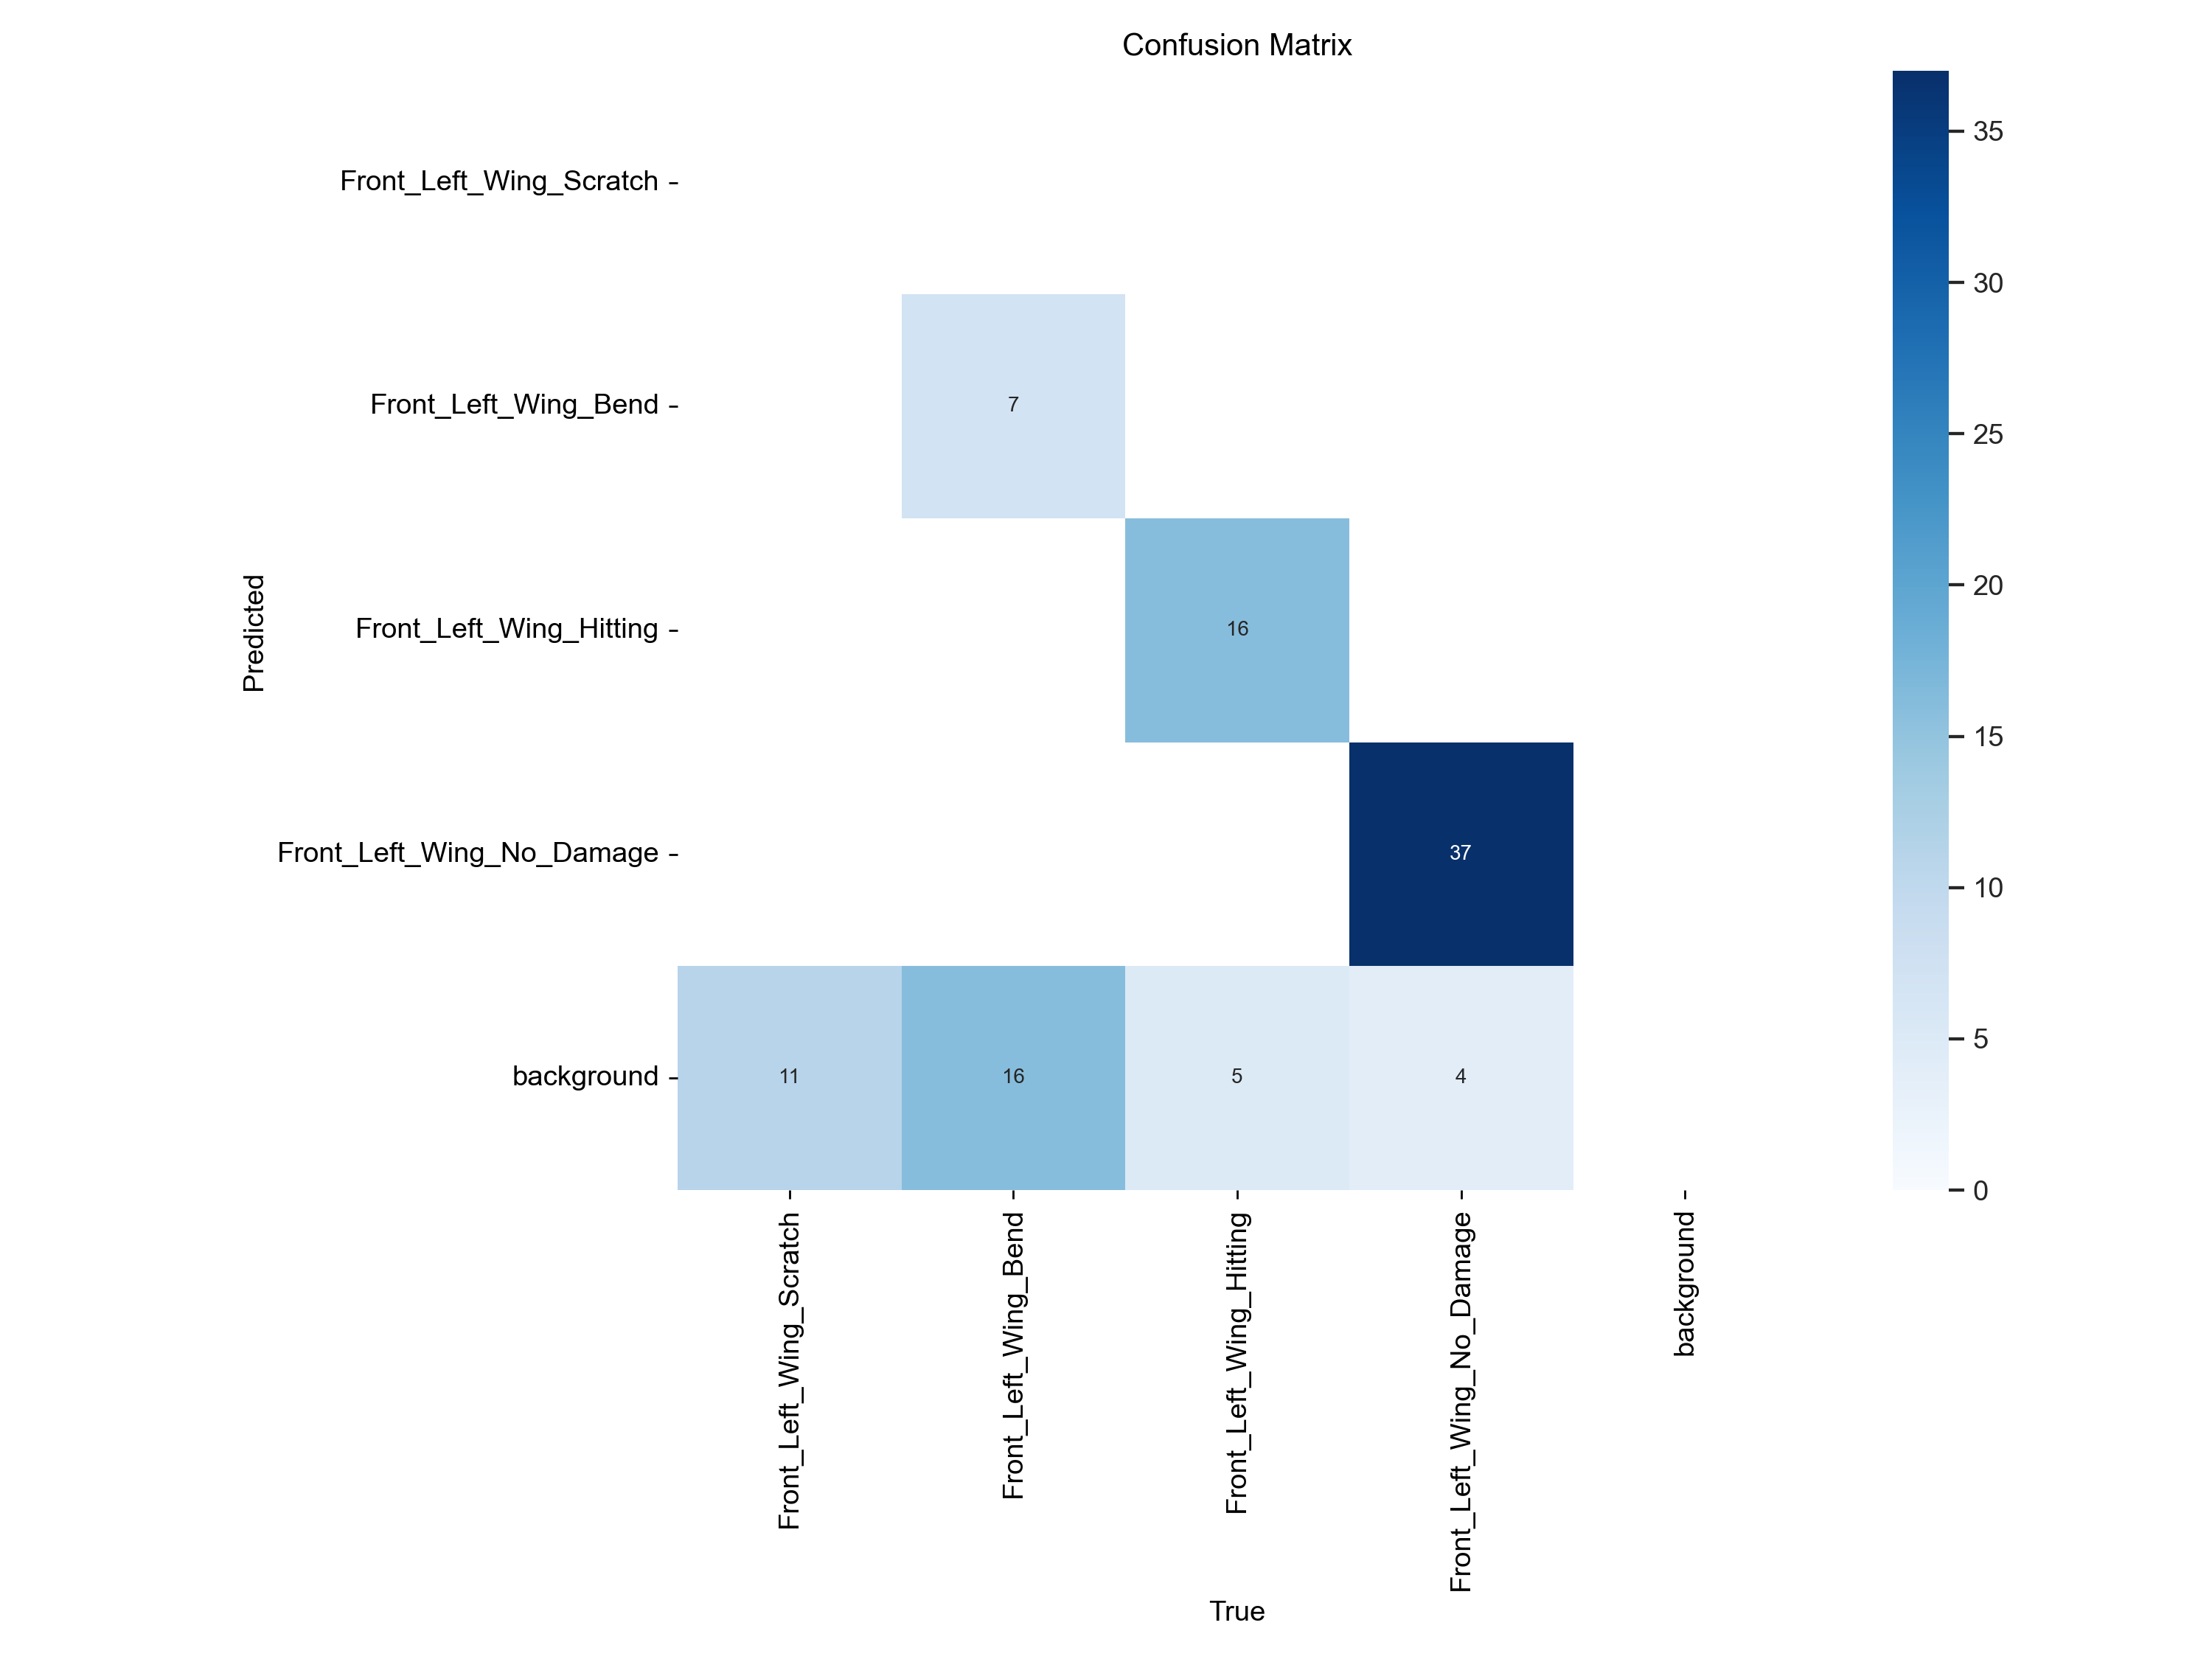 Confusion Matrix
Predicted
Front_Left_Wing_Scratch
Front_Left_Wing_Bend
7
Front_Left_Wing_Hitting
16
Front_Left_Wing_No_Damage
37
background
11 16 5 4
Front_Left_Wing_Scratch
Front_Left_Wing_Bend
Front_Left_Wing_Hitting
Front_Left_Wing_No_Damage
background
True
35
30
25
20
15
10
5
0